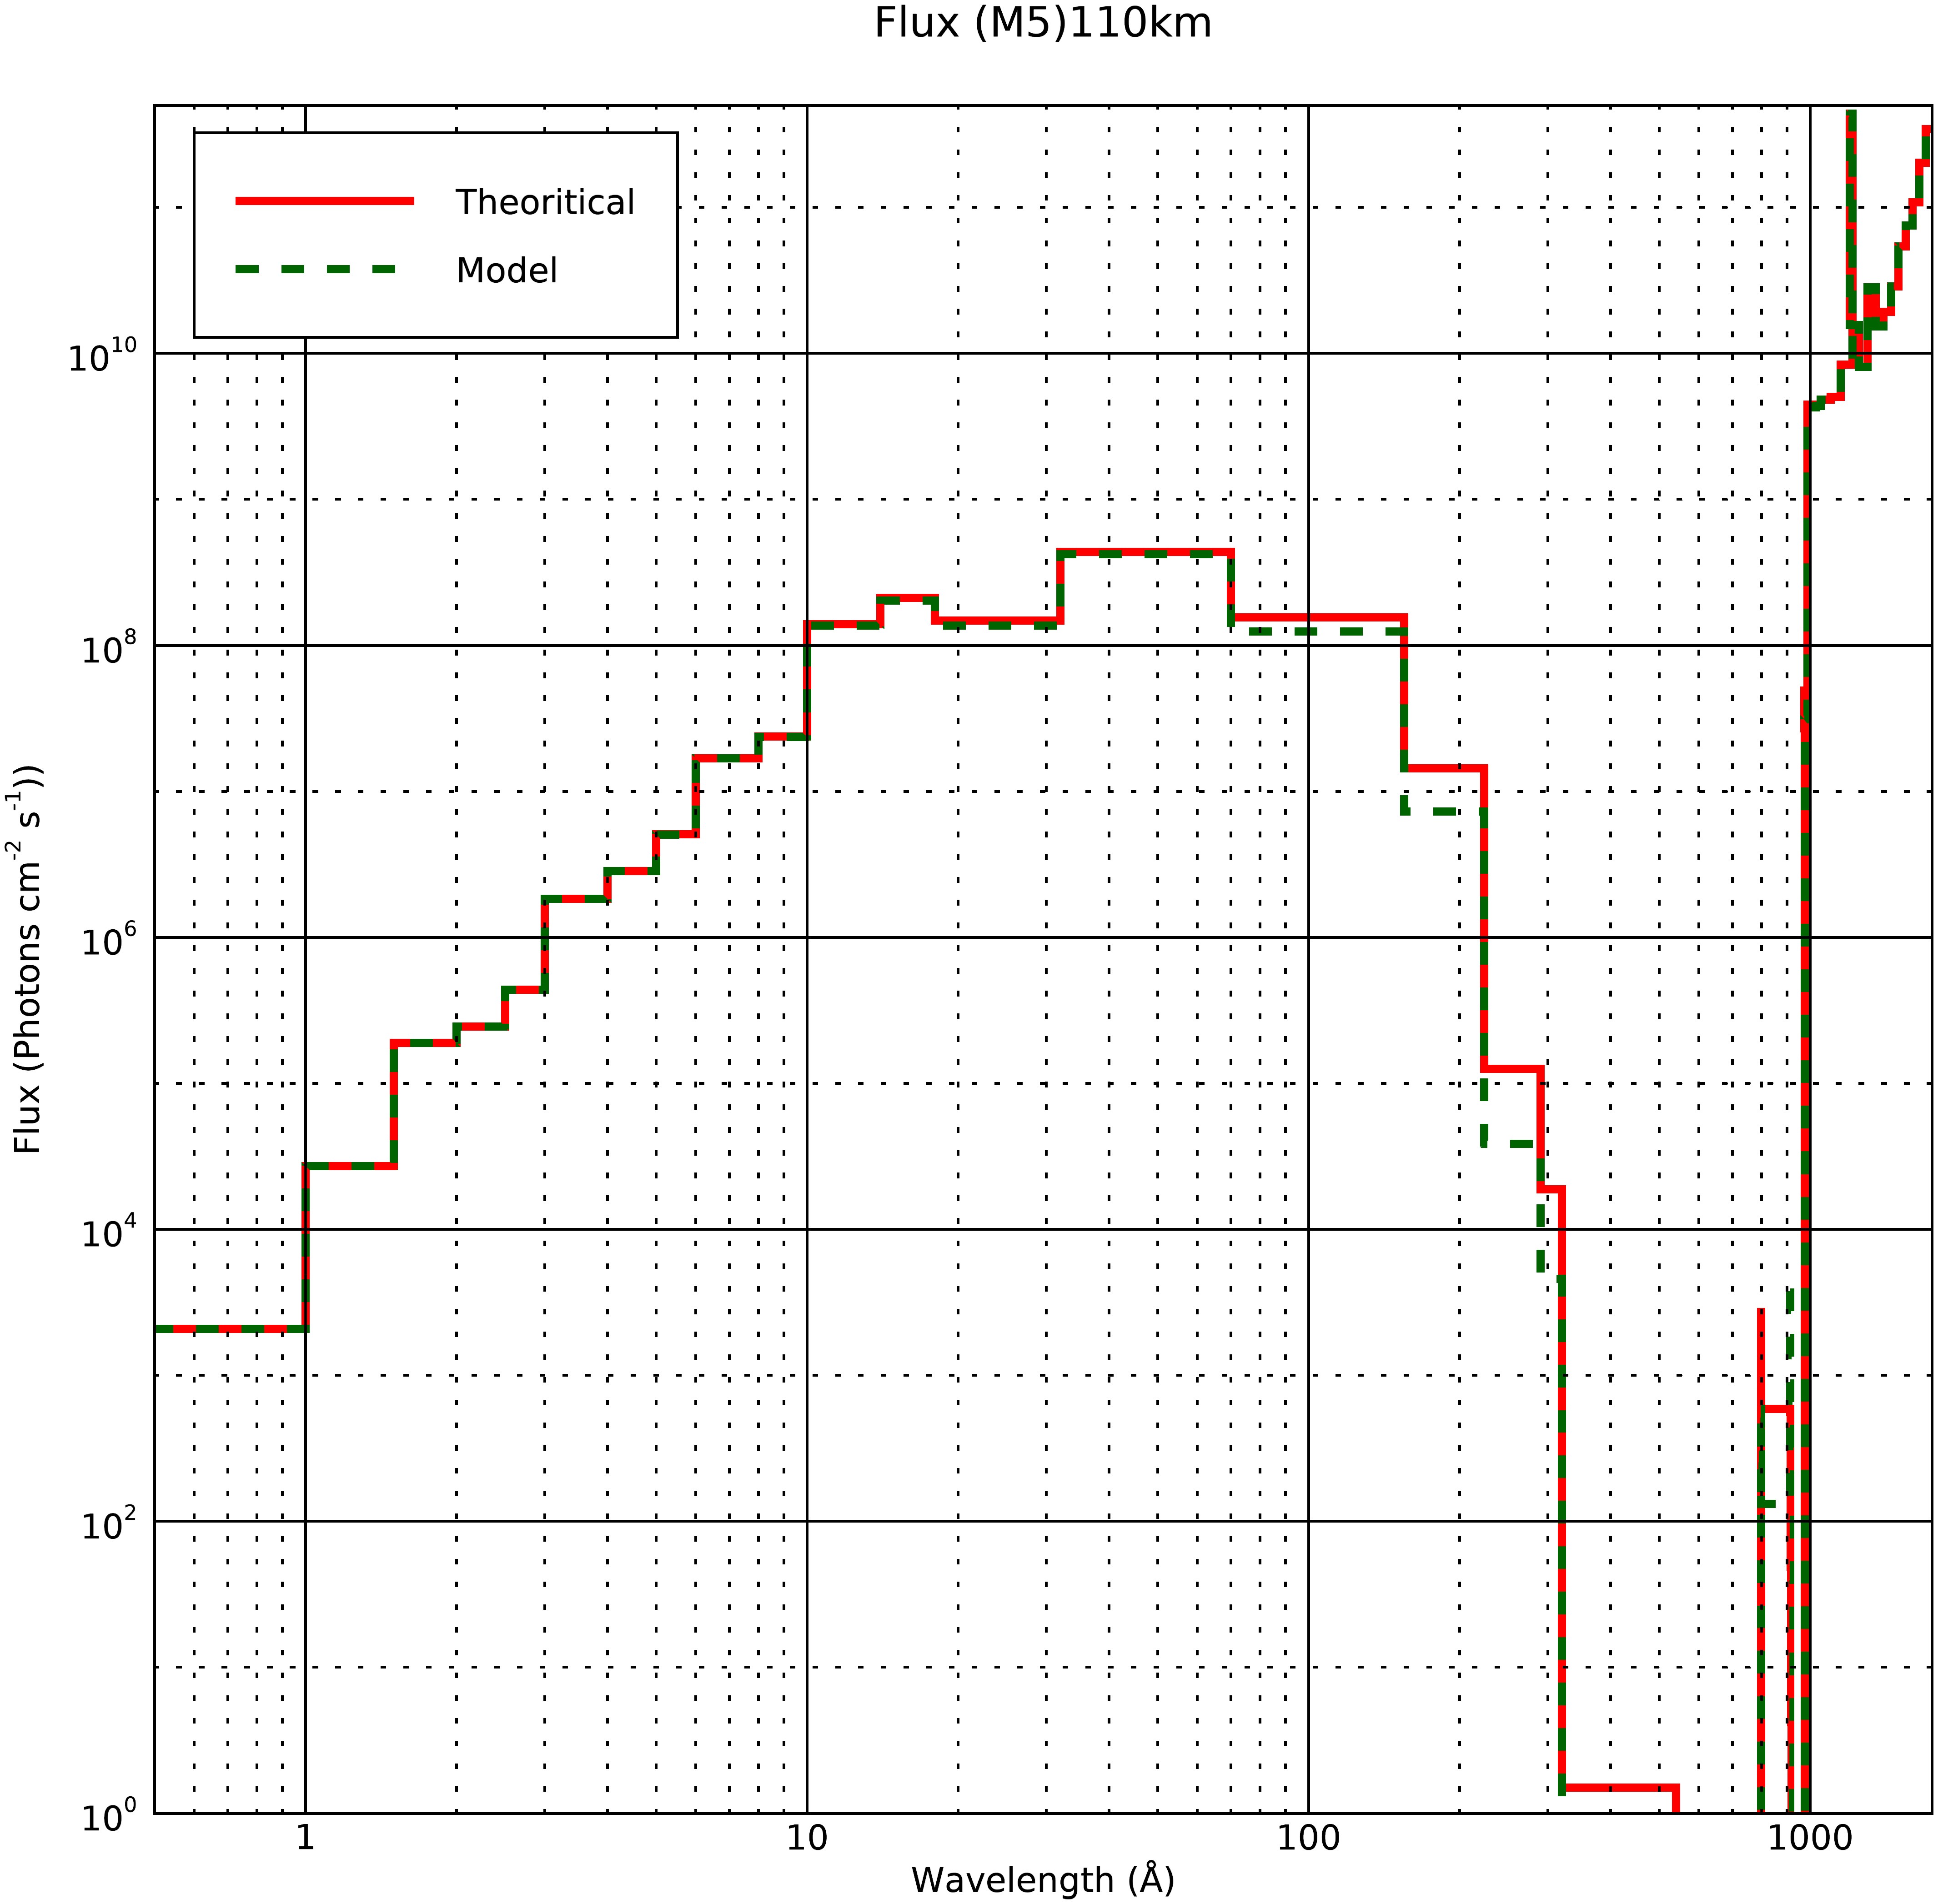 Flux (M5)110km
Theoritical
Model
10^10
10^8
10^6
10^4
10^2
10^0
Flux (Photons cm^-2 s^-1))
1 10 100 1000
Wavelength (Å)